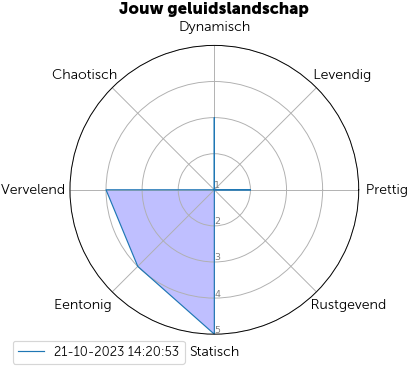 Jouw geluidslandschap
Dynamisch
Chaotisch
Levendig
Vervelend
1
Prettig
2
3
4
5
Eentonig
Rustgevend
21-10-2023 14:20:53
Statisch